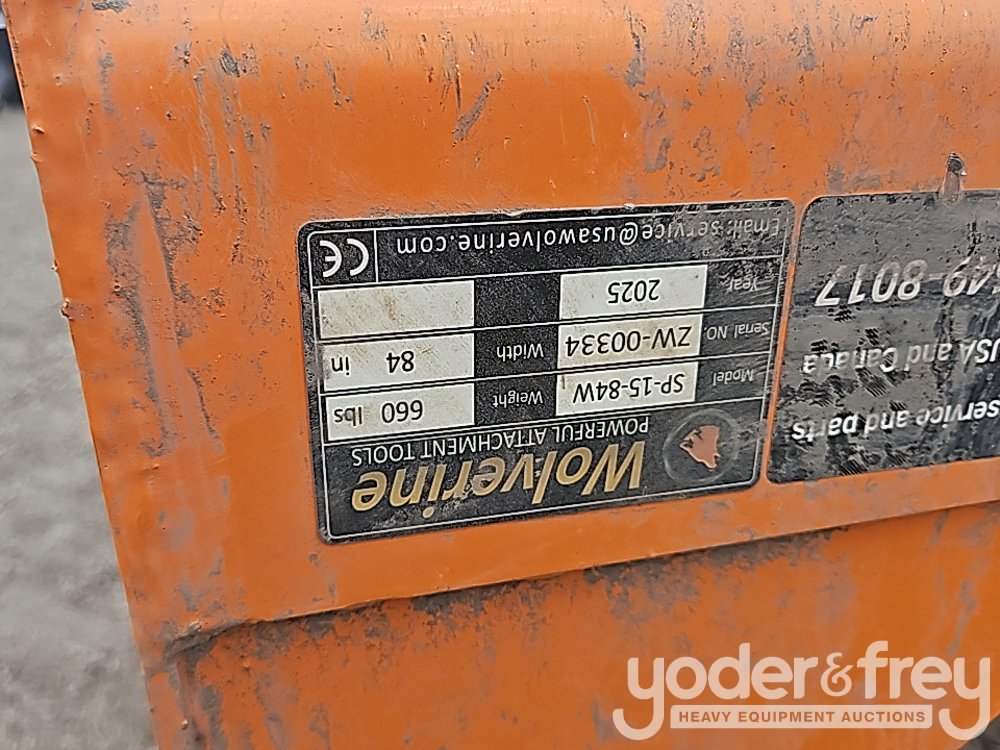 Wolverine
POWERFUL ATTACHMENT TOOLS
Model SP-15-84W Weight 660 lbs
Serial NO. ZW-00334 Width 84 in
Year 2025
Email: service@usawolverine.com
CE
service and parts
USA and Canada
49-8017
yoder&frey
HEAVY EQUIPMENT AUCTIONS